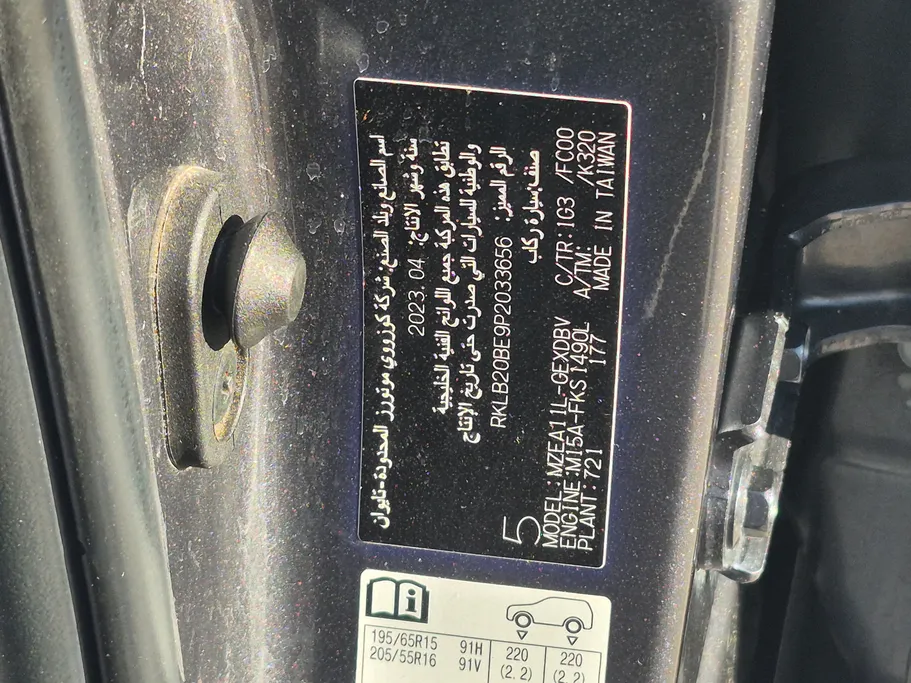 اسم الصانع وبلد الصنع: شركة كوزووي موتورز المحدودة-تايوان
سنة وشهر الإنتاج: 2023.04
تطابق هذه المركبة جميع اللوائح الفنية الخليجية
والوطنية للسيارات التي صدرت حتى تاريخ الإنتاج
الرقم المميز: RKLB20BE9P2033656
صنف: سيارة ركاب
5
MODEL:MZEA11L-GEXDBV C/TR:1G3 /FC00
ENGINE:M15A-FKS 1490L A/TM: /K320
PLANT:721 177 MADE IN TAIWAN
195/65R15 91H 220 220
205/55R16 91V (2.2) (2.2)